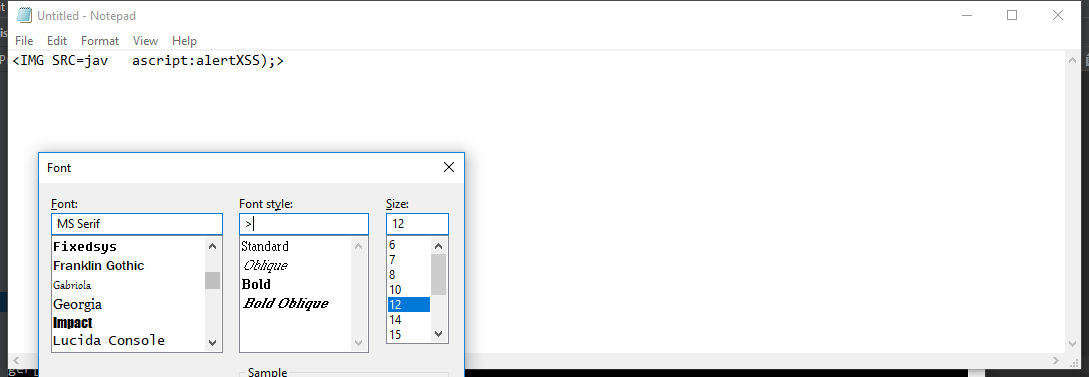 Untitled - Notepad
File Edit Format View Help
<IMG SRC=jav   ascript:alertXSS);>
Font
Font: Font style: Size:
MS Serif > 12
Fixedsys Standard 6
Franklin Gothic Oblique 7
Gabriola Bold 8
Georgia Bold Oblique 10
Impact 12
Lucida Console 14
15
Sample